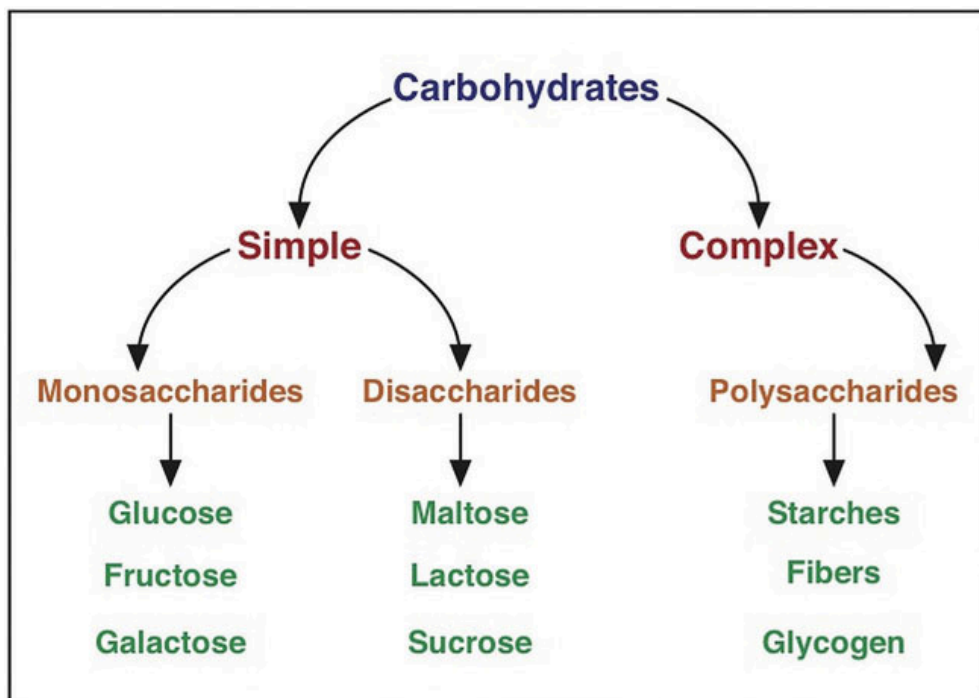 Carbohydrates
Simple Complex
Monosaccharides Disaccharides Polysaccharides
Glucose Maltose Starches
Fructose Lactose Fibers
Galactose Sucrose Glycogen